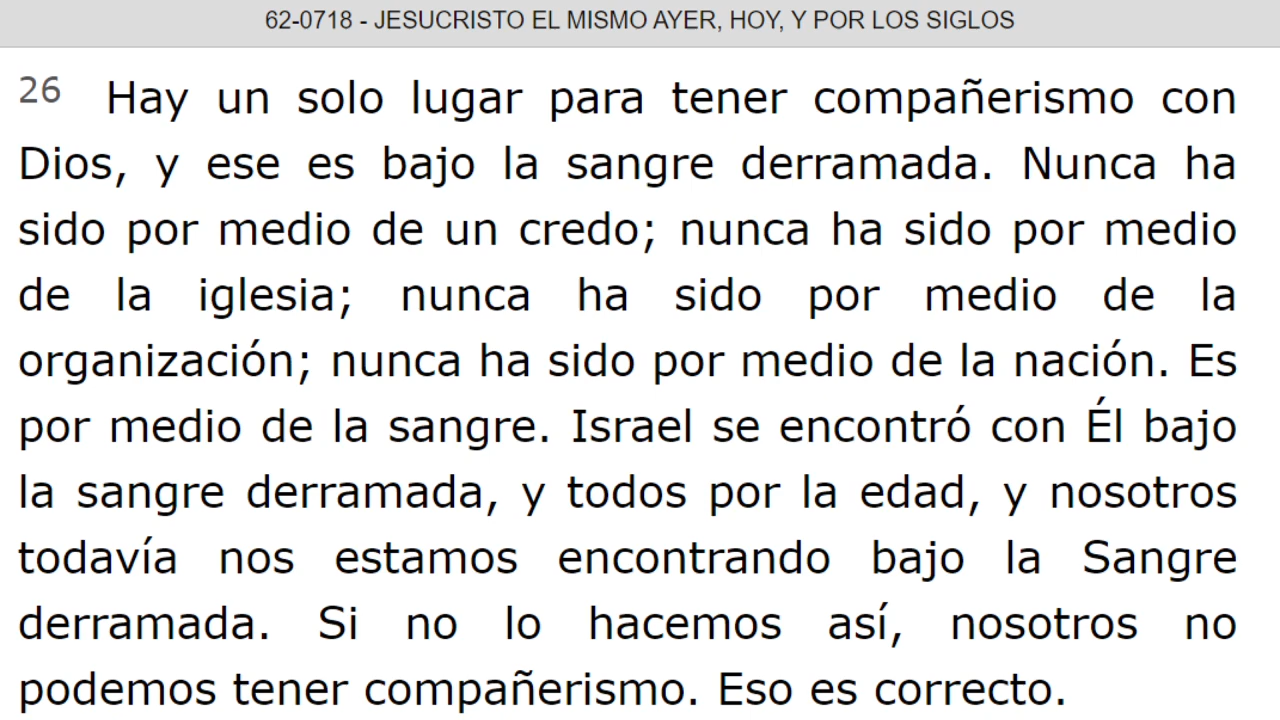 62-0718 - JESUCRISTO EL MISMO AYER, HOY, Y POR LOS SIGLOS
26 Hay un solo lugar para tener compañerismo con
Dios, y ese es bajo la sangre derramada. Nunca ha
sido por medio de un credo; nunca ha sido por medio
de la iglesia; nunca ha sido por medio de la
organización; nunca ha sido por medio de la nación. Es
por medio de la sangre. Israel se encontró con Él bajo
la sangre derramada, y todos por la edad, y nosotros
todavía nos estamos encontrando bajo la Sangre
derramada. Si no lo hacemos así, nosotros no
podemos tener compañerismo. Eso es correcto.